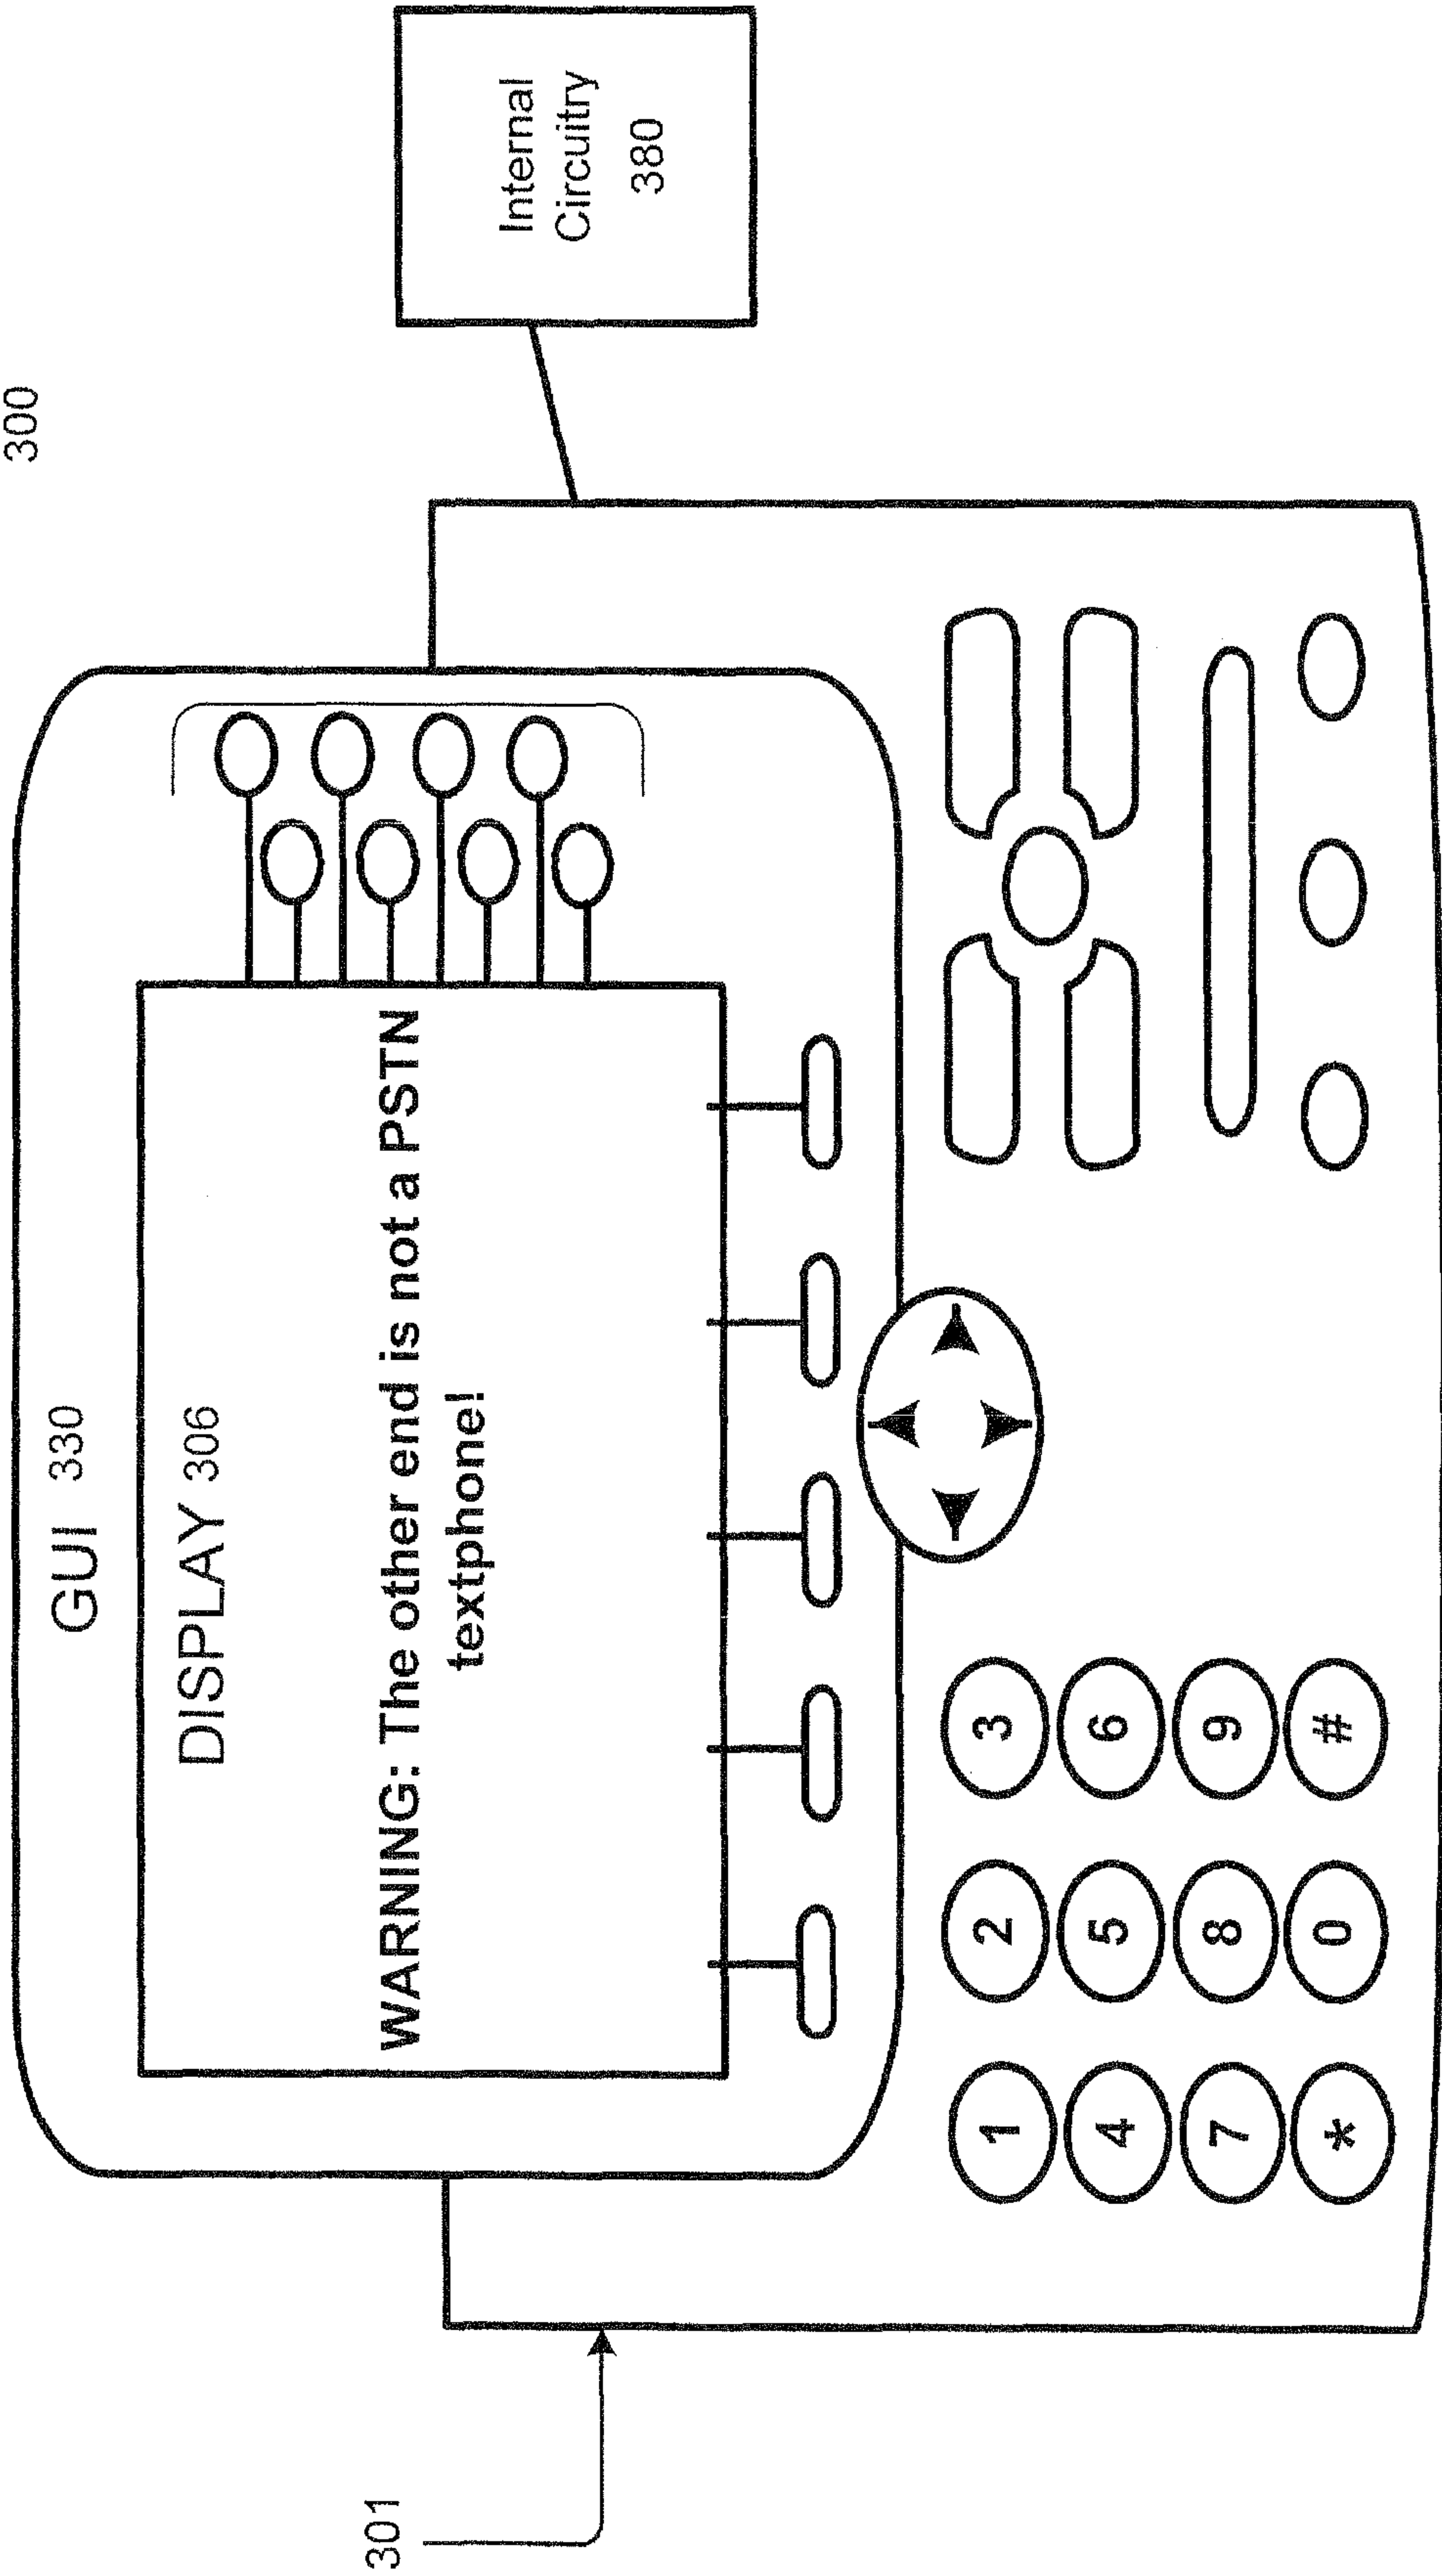 300
GUI 330
DISPLAY 306
WARNING: The other end is not a PSTN
textphone!
Internal
Circuitry
380
301
1 2 3
4 5 6
7 8 9
* 0 #